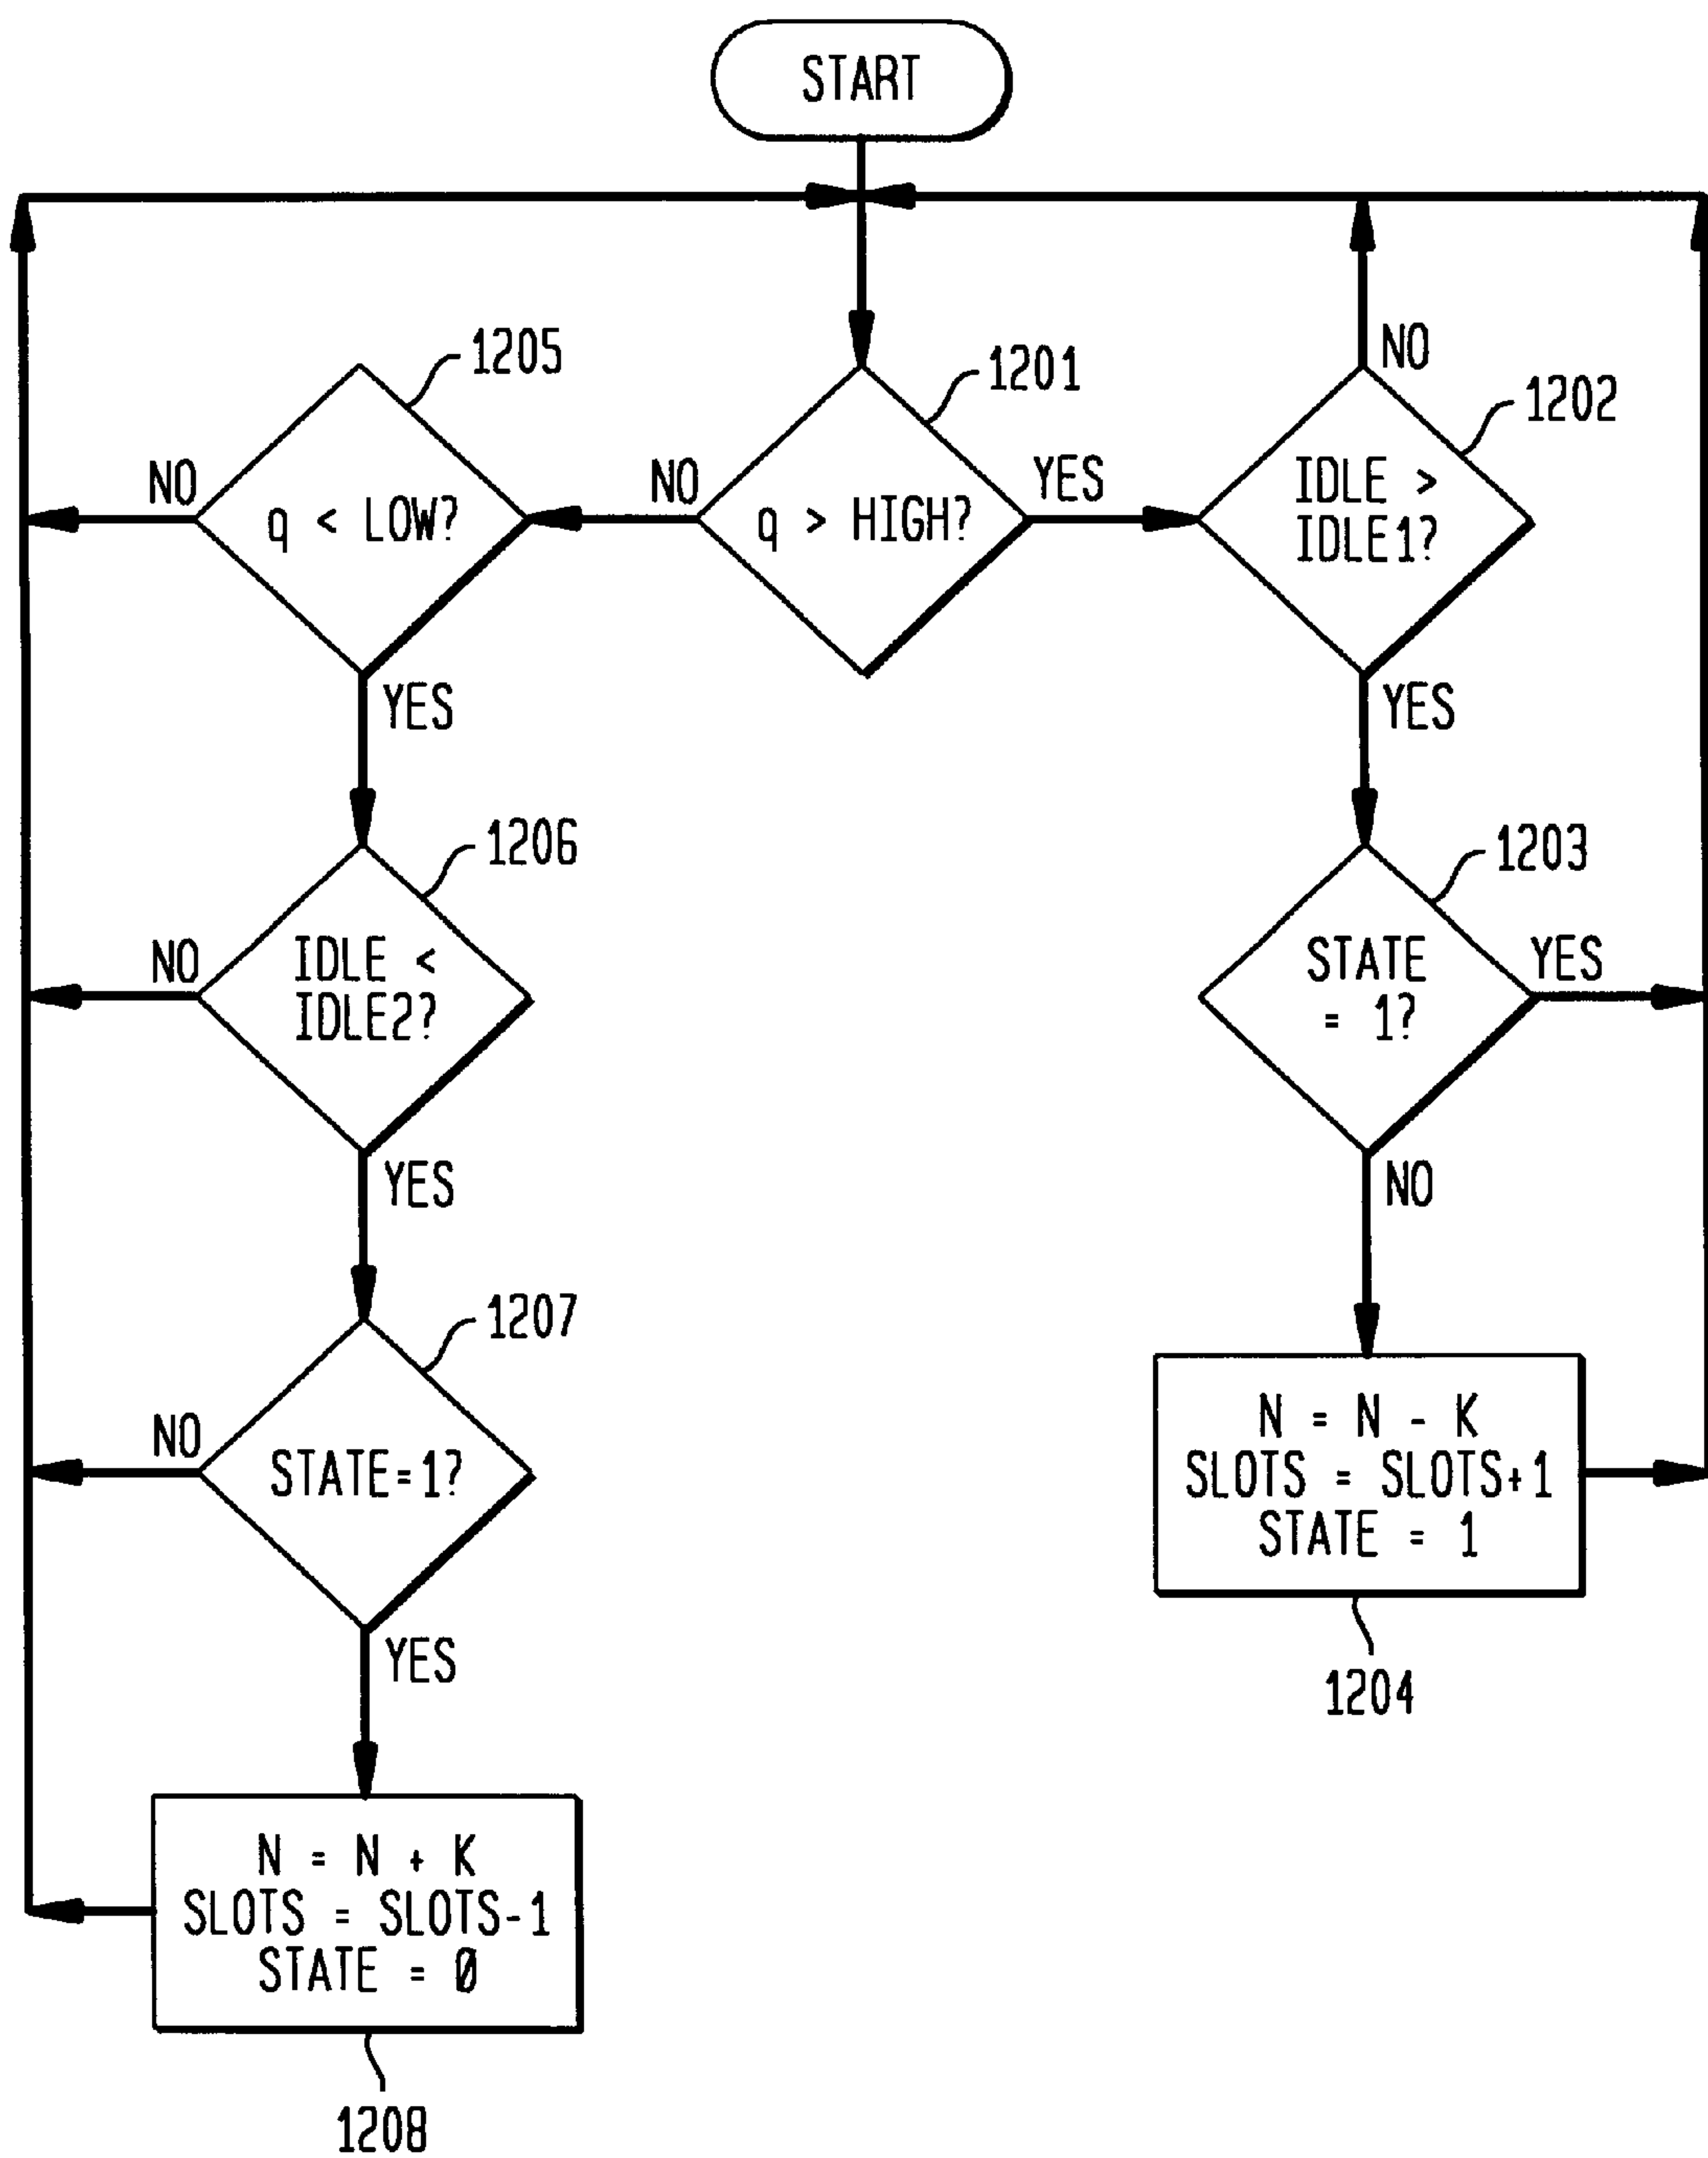 START
1205
1201
1202
NO
NO
q < LOW?
NO
q > HIGH?
YES
IDLE >
IDLE1?
YES
YES
1206
1203
NO
IDLE <
IDLE2?
STATE
= 1?
YES
YES
NO
1207
NO
STATE=1?
N = N - K
SLOTS = SLOTS+1
STATE = 1
YES
1204
N = N + K
SLOTS = SLOTS-1
STATE = Ø
1208